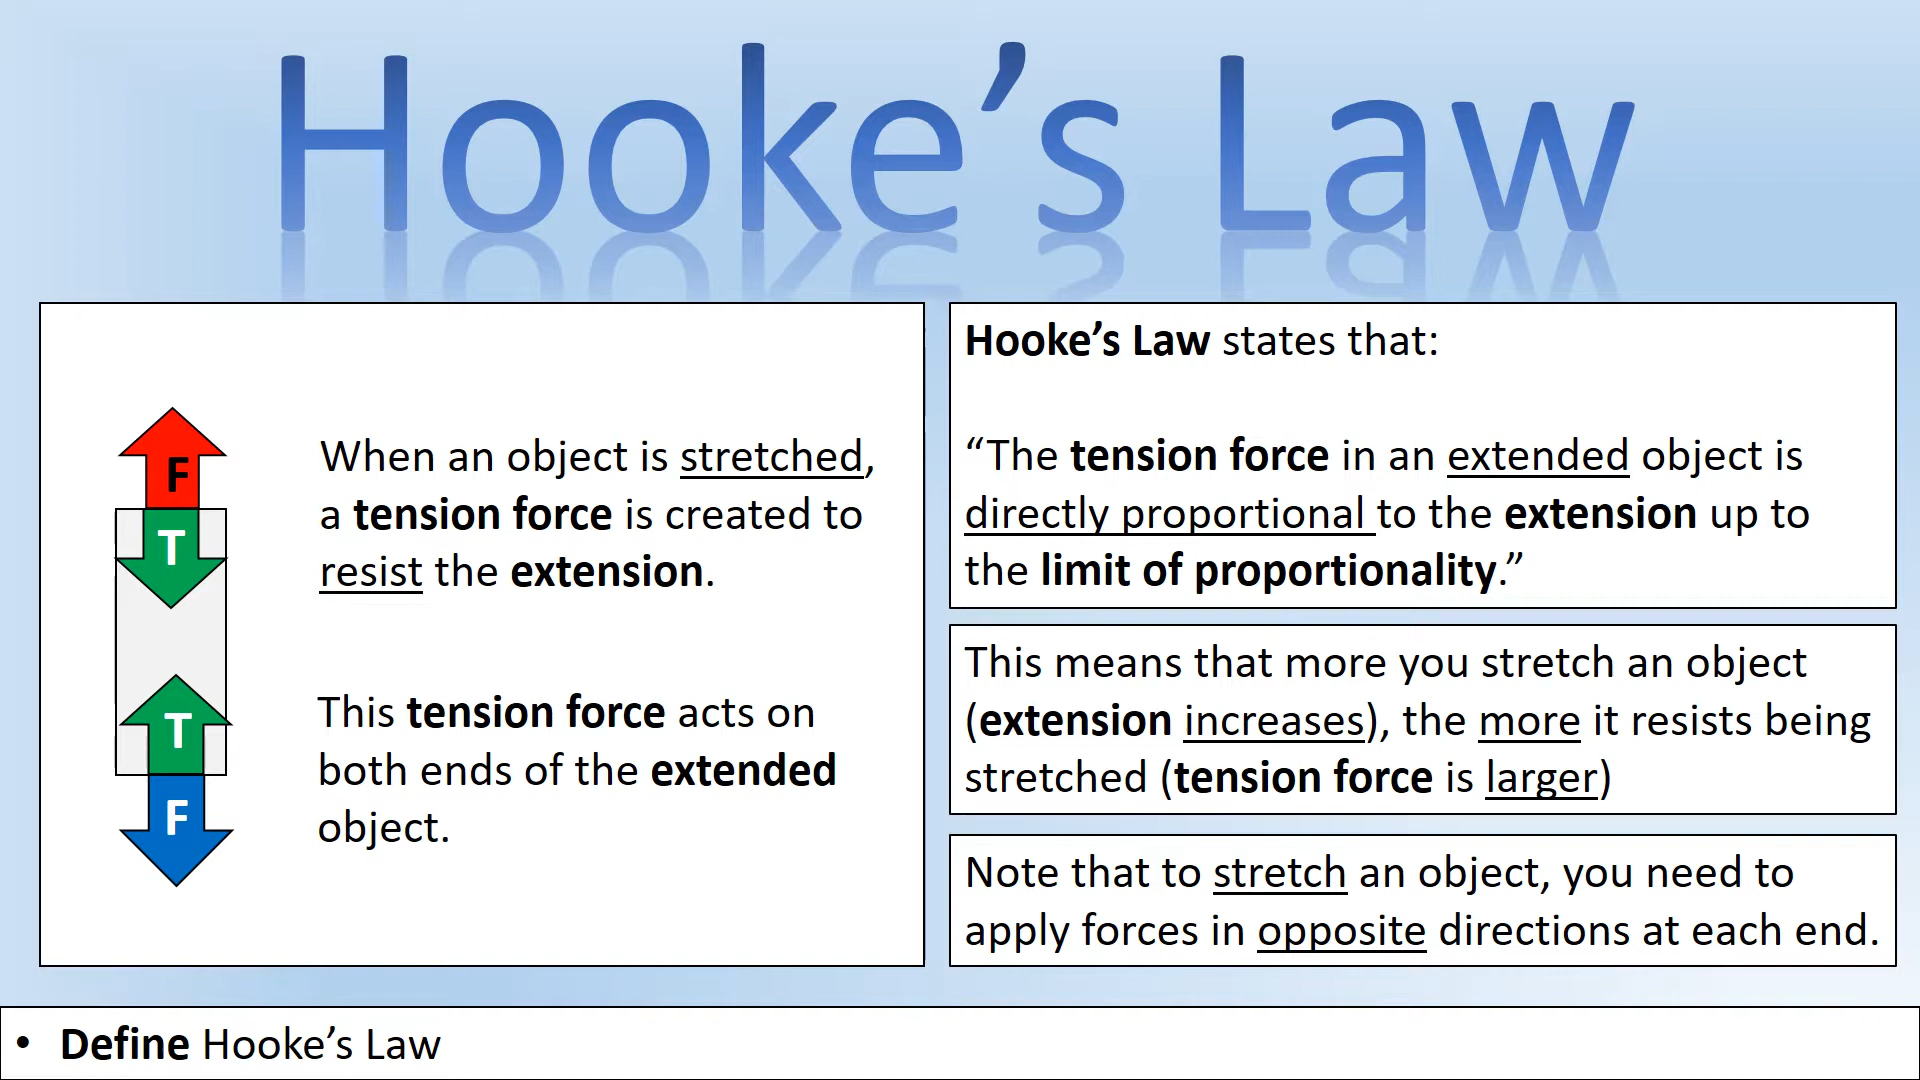 Hooke’s Law
F
T
T
F
When an object is stretched,
a tension force is created to
resist the extension.
This tension force acts on
both ends of the extended
object.
Hooke’s Law states that:
“The tension force in an extended object is
directly proportional to the extension up to
the limit of proportionality.”
This means that more you stretch an object
(extension increases), the more it resists being
stretched (tension force is larger)
Note that to stretch an object, you need to
apply forces in opposite directions at each end.
• Define Hooke’s Law